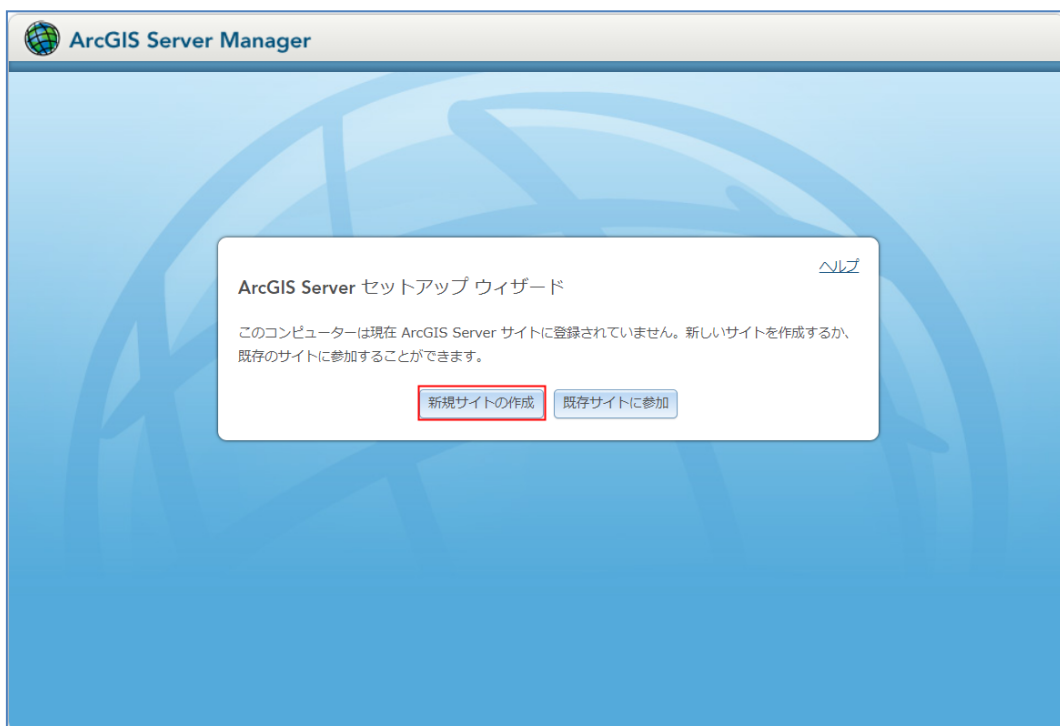 ArcGIS Server Manager
ヘルプ
ArcGIS Server セットアップ ウィザード
このコンピューターは現在 ArcGIS Server サイトに登録されていません。新しいサイトを作成するか、
既存のサイトに参加することができます。
新規サイトの作成
既存サイトに参加